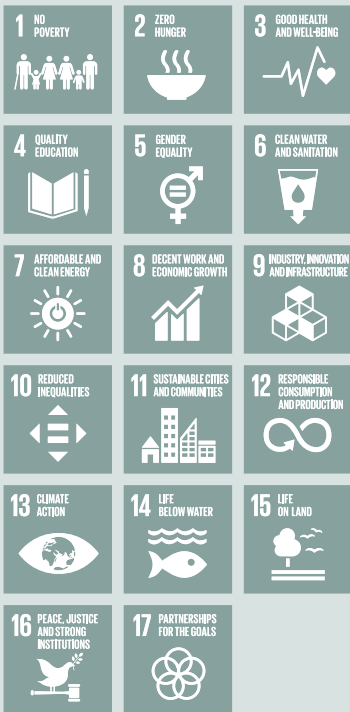 1 NO
POVERTY
2 ZERO
HUNGER
3 GOOD HEALTH
AND WELL-BEING
4 QUALITY
EDUCATION
5 GENDER
EQUALITY
6 CLEAN WATER
AND SANITATION
7 AFFORDABLE AND
CLEAN ENERGY
8 DECENT WORK AND
ECONOMIC GROWTH
9 INDUSTRY, INNOVATION
AND INFRASTRUCTURE
10 REDUCED
INEQUALITIES
11 SUSTAINABLE CITIES
AND COMMUNITIES
12 RESPONSIBLE
CONSUMPTION
AND PRODUCTION
13 CLIMATE
ACTION
14 LIFE
BELOW WATER
15 LIFE
ON LAND
16 PEACE, JUSTICE
AND STRONG
INSTITUTIONS
17 PARTNERSHIPS
FOR THE GOALS